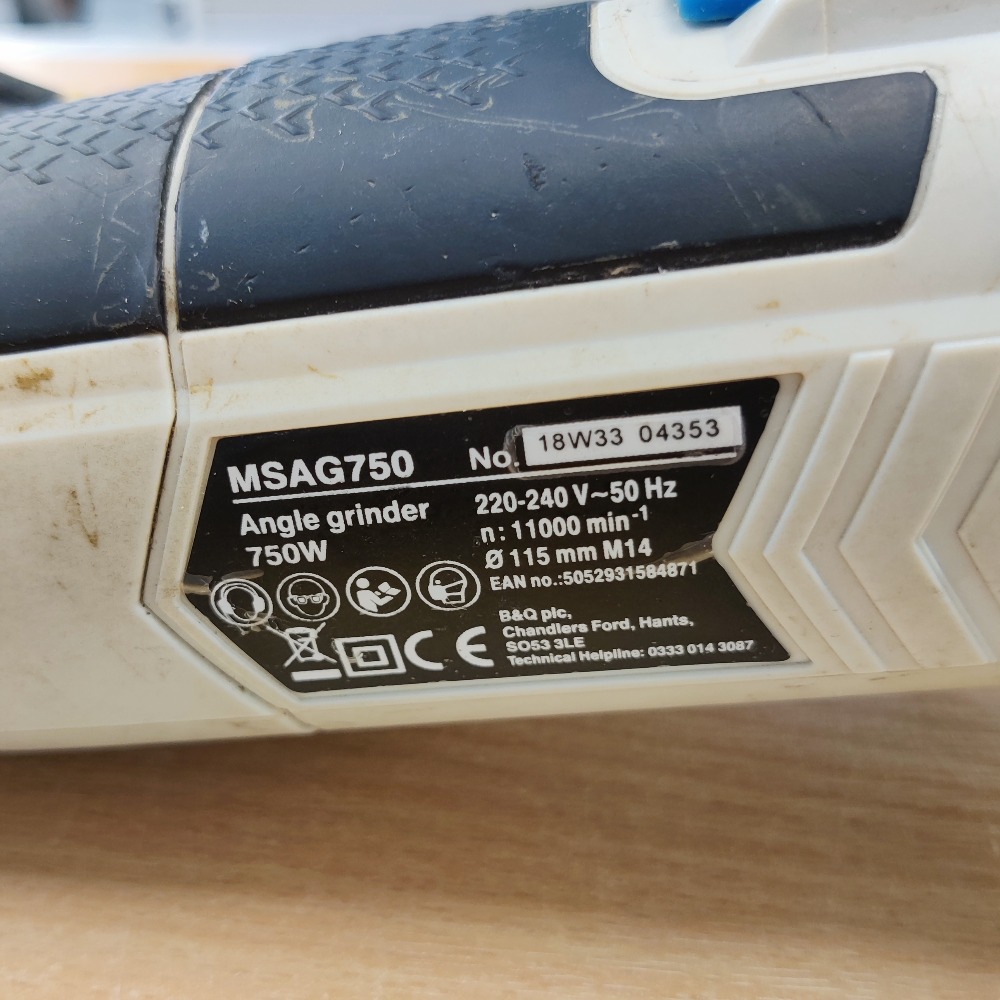 MSAG750
Angle grinder
750W
No. 18W33 04353
220-240 V~50 Hz
n: 11000 min-1
Ø 115 mm M14
EAN no.:5052931584871
B&Q plc,
Chandlers Ford, Hants,
SO53 3LE
Technical Helpline: 0333 014 3087
CE